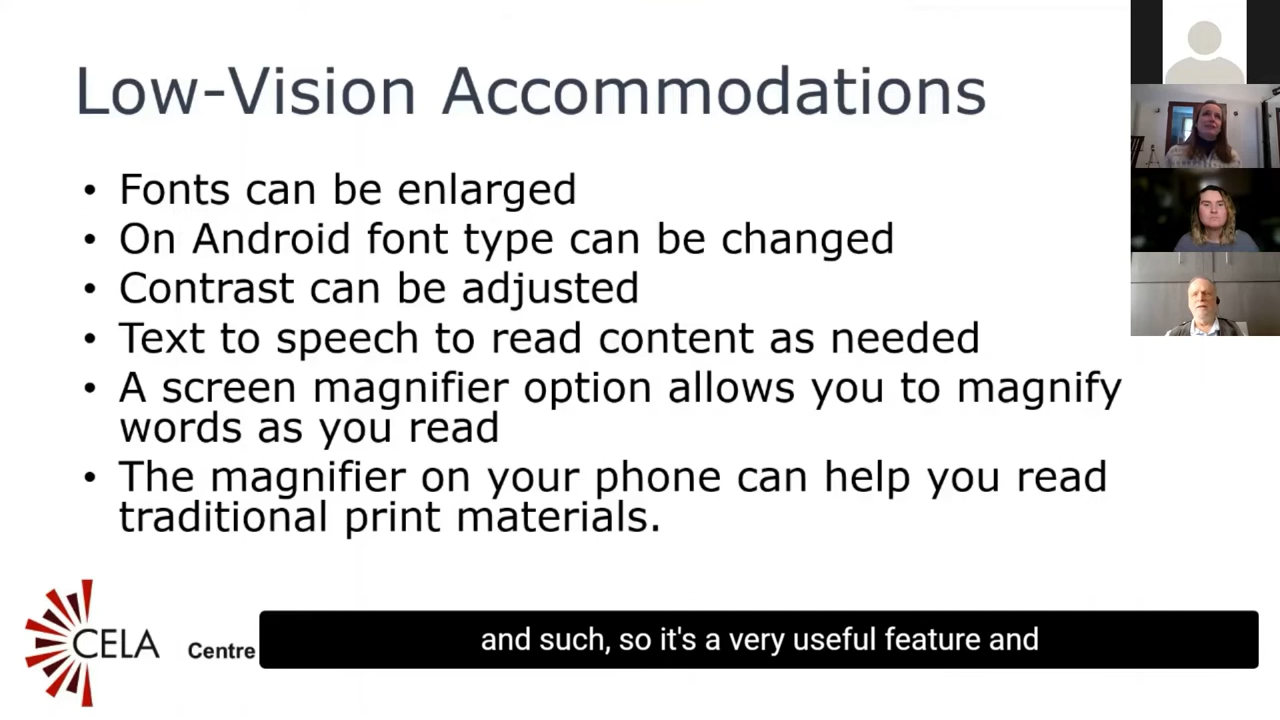 Low-Vision Accommodations
• Fonts can be enlarged
• On Android font type can be changed
• Contrast can be adjusted
• Text to speech to read content as needed
• A screen magnifier option allows you to magnify
words as you read
• The magnifier on your phone can help you read
traditional print materials.
CELA
Centre
and such, so it's a very useful feature and